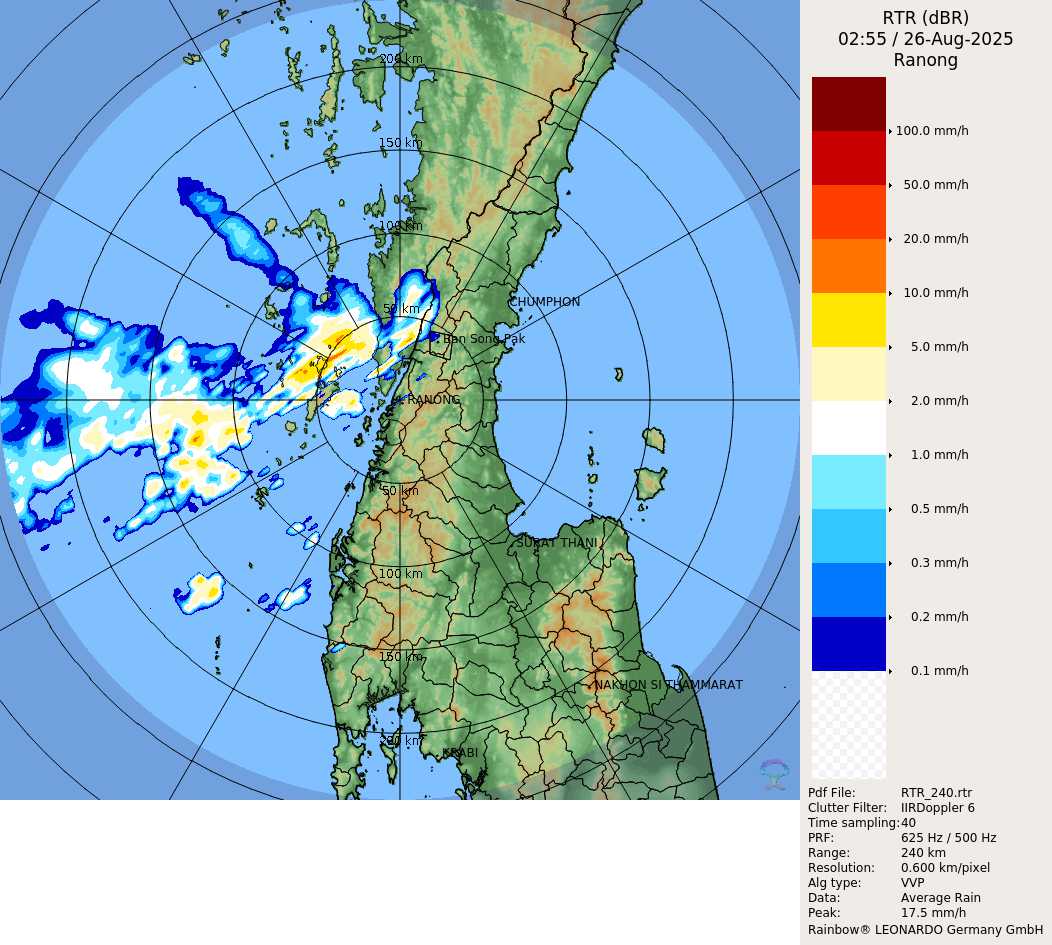 200 km
150 km
100 km
50 km
CHUMPHON
Ban Song Pak
RANONG
50 km
SURAT THANI
100 km
150 km
NAKHON SI THAMMARAT
200 km
KRABI
RTR (dBR)
02:55 / 26-Aug-2025
Ranong
100.0 mm/h
50.0 mm/h
20.0 mm/h
10.0 mm/h
5.0 mm/h
2.0 mm/h
1.0 mm/h
0.5 mm/h
0.3 mm/h
0.2 mm/h
0.1 mm/h
Pdf File: RTR_240.rtr
Clutter Filter: IIRDoppler 6
Time sampling: 40
PRF: 625 Hz / 500 Hz
Range: 240 km
Resolution: 0.600 km/pixel
Alg type: VVP
Data: Average Rain
Peak: 17.5 mm/h
Rainbow® LEONARDO Germany GmbH